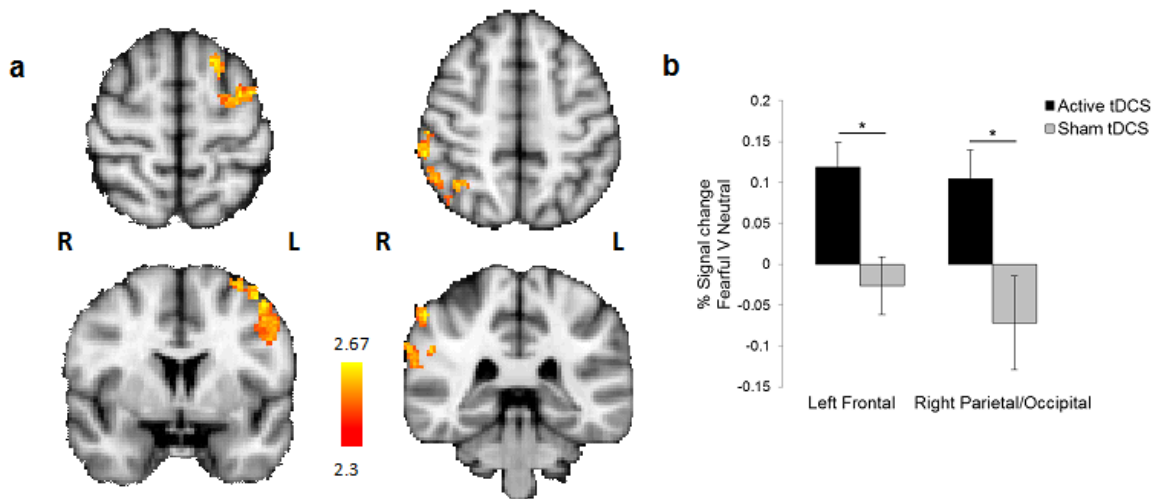 a
R
L
R
L
2.67
2.3
b
Active tDCS
Sham tDCS
% Signal change
Fearful V Neutral
0.2
0.15
0.1
0.05
0
-0.05
-0.1
-0.15
*
*
Left Frontal
Right Parietal/Occipital